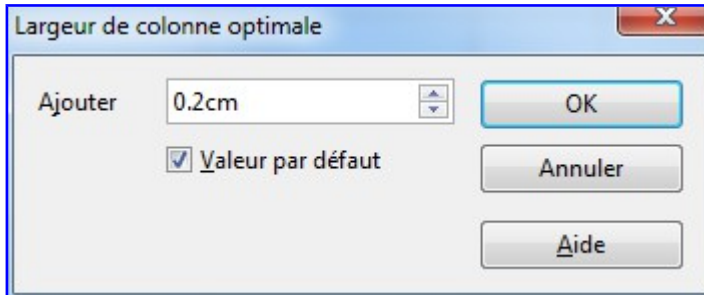 Largeur de colonne optimale
Ajouter 0.2cm OK
Valeur par défaut Annuler
Aide